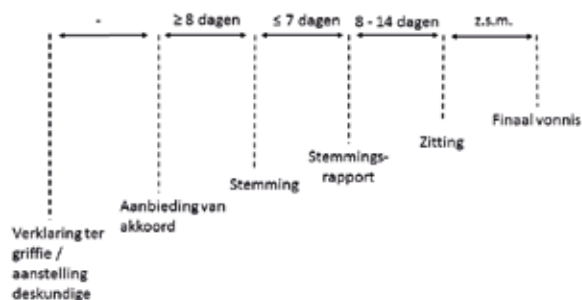 - ≥ 8 dagen ≤ 7 dagen 8 - 14 dagen z.s.m.
Finaal vonnis
Zitting
Stemmings-
rapport
Stemming
Aanbieding van
akkoord
Verklaring ter
griffie /
aanstelling
deskundige